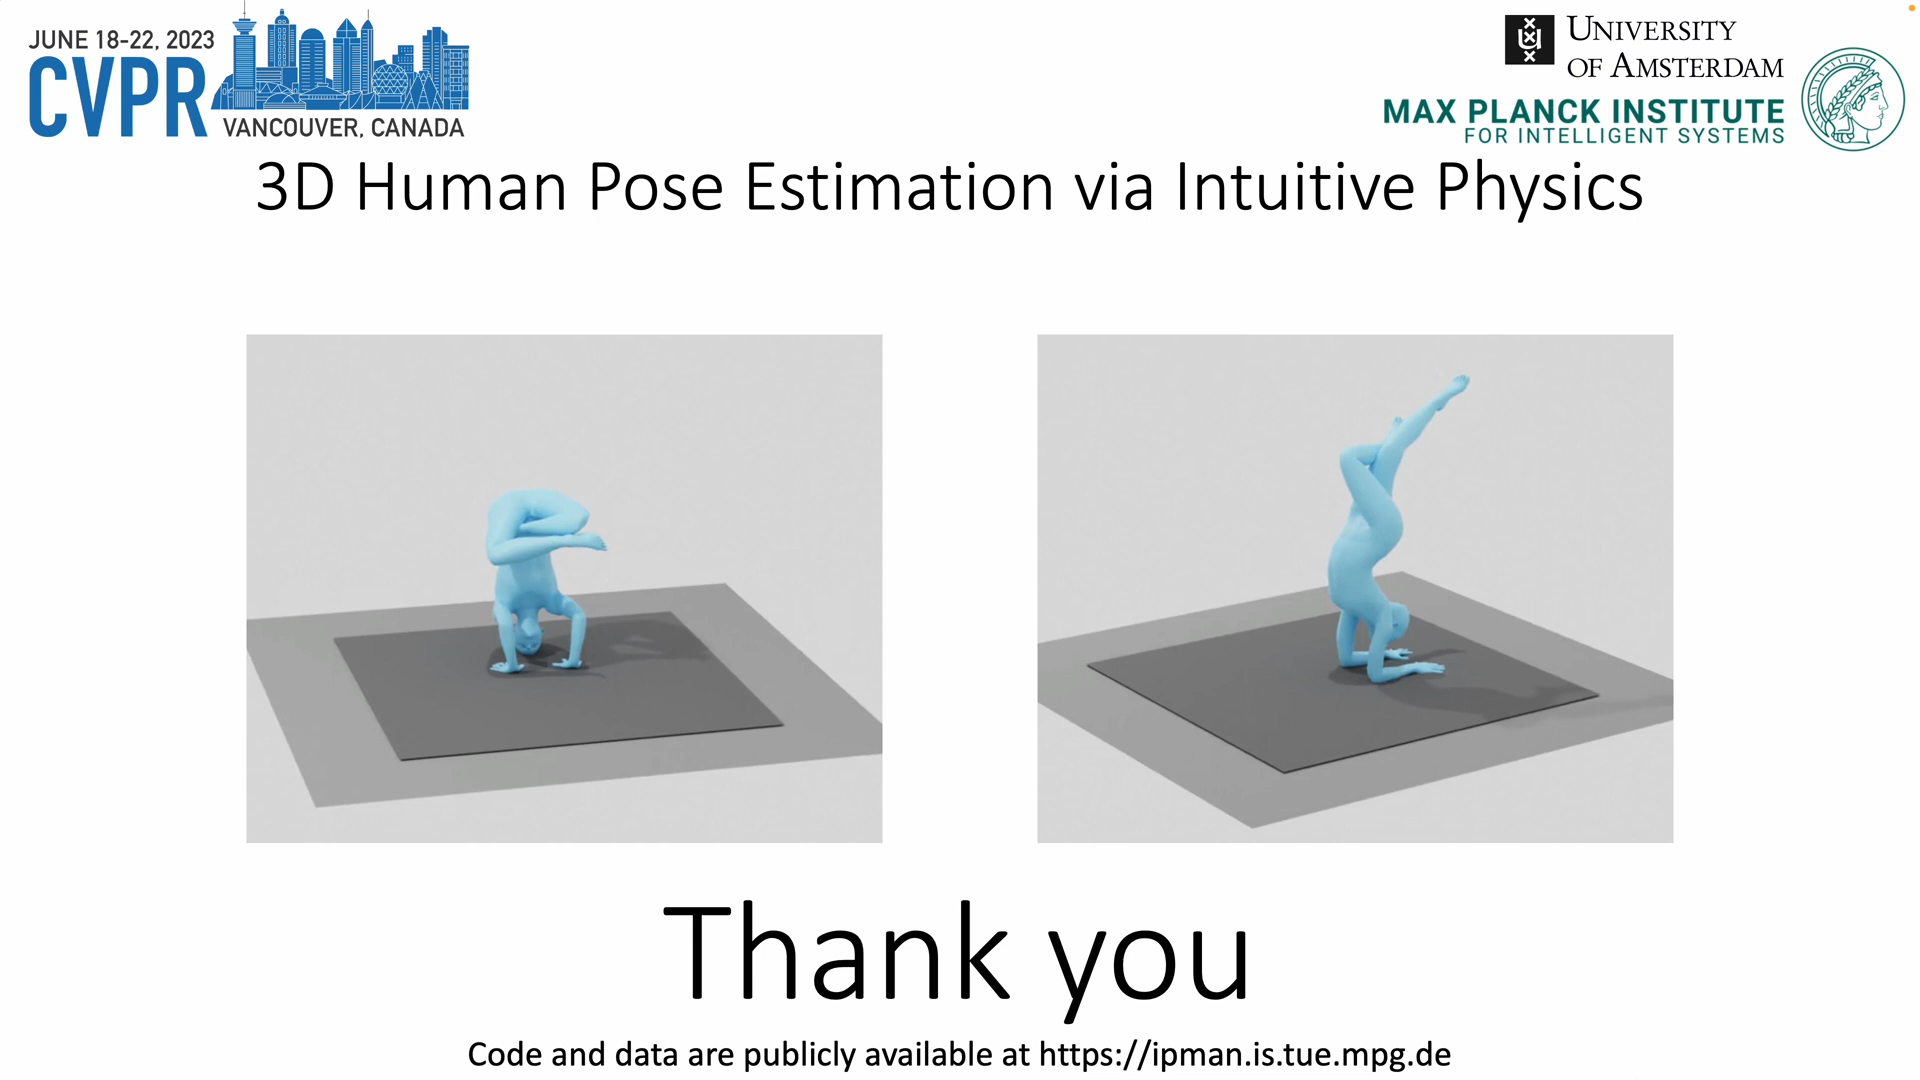 JUNE 18-22, 2023
CVPR
VANCOUVER, CANADA
UNIVERSITY
OF AMSTERDAM
MAX PLANCK INSTITUTE
FOR INTELLIGENT SYSTEMS
3D Human Pose Estimation via Intuitive Physics
Thank you
Code and data are publicly available at https://ipman.is.tue.mpg.de